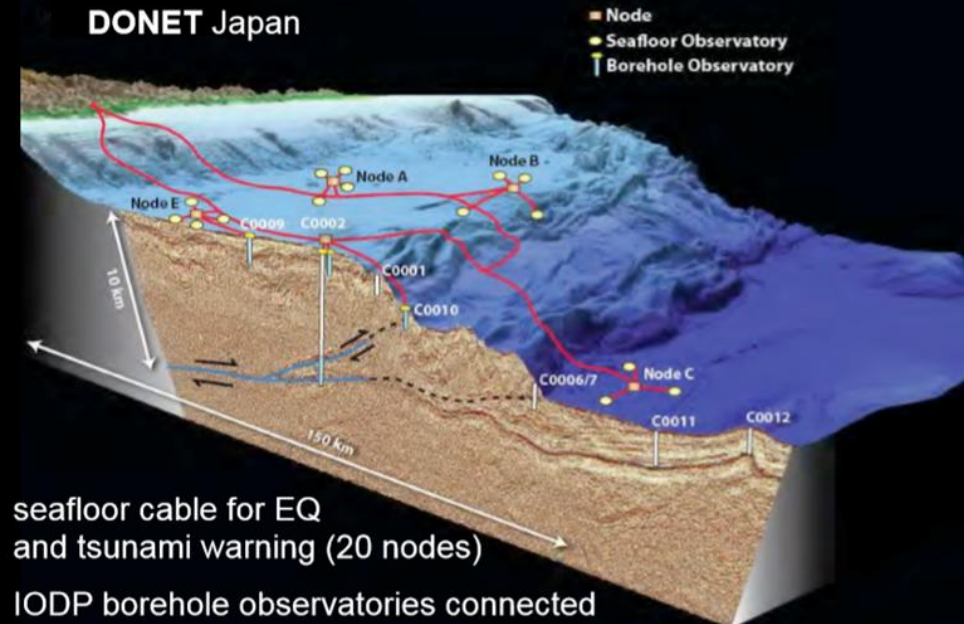 DONET Japan
Node
Seafloor Observatory
Borehole Observatory
Node B
Node A
Node E
C0009
C0002
C0001
10 km
C0010
Node C
C0006/7
C0011
C0012
150 km
seafloor cable for EQ
and tsunami warning (20 nodes)
IODP borehole observatories connected